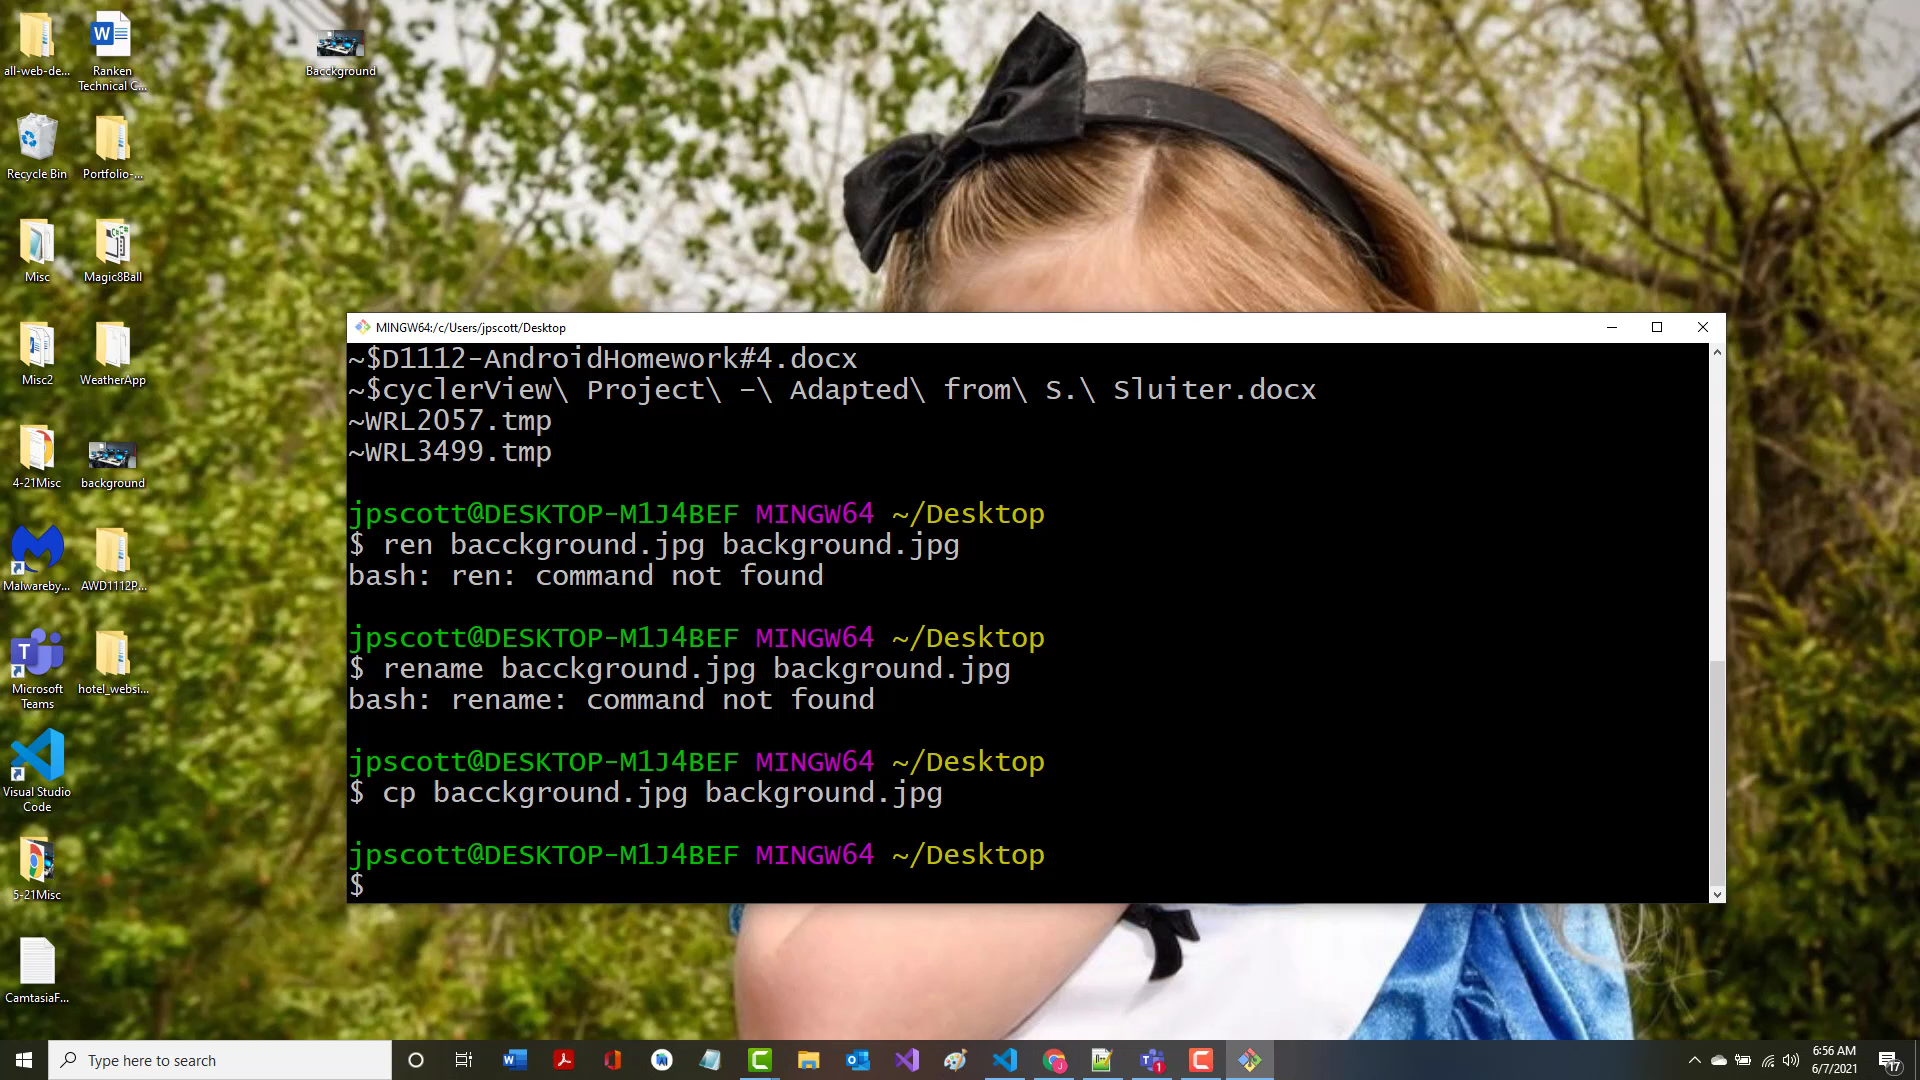 all-web-de...
Ranken
Technical C...
Bacckground
Recycle Bin
Portfolio-...
Misc
Magic8Ball
Misc2
WeatherApp
4-21Misc
background
Malwareby...
AWD1112P...
Microsoft
Teams
hotel_websi...
Visual Studio
Code
5-21Misc
CamtasiaF...
MINGW64:/c/Users/jpscott/Desktop
~$D1112-AndroidHomework#4.docx
~$cyclerView\ Project\ -\ Adapted\ from\ S.\ Sluiter.docx
~WRL2057.tmp
~WRL3499.tmp
jpscott@DESKTOP-M1J4BEF MINGW64 ~/Desktop
$ ren bacckground.jpg background.jpg
bash: ren: command not found
jpscott@DESKTOP-M1J4BEF MINGW64 ~/Desktop
$ rename bacckground.jpg background.jpg
bash: rename: command not found
jpscott@DESKTOP-M1J4BEF MINGW64 ~/Desktop
$ cp bacckground.jpg background.jpg
jpscott@DESKTOP-M1J4BEF MINGW64 ~/Desktop
$
Type here to search
6:56 AM
6/7/2021
17